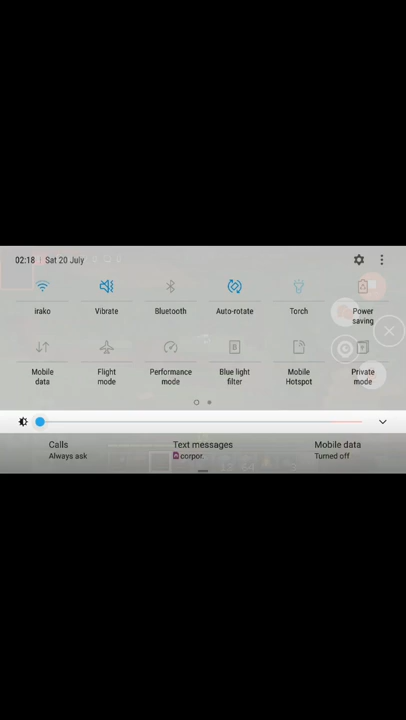 02:18 | Sat 20 July
irako
Vibrate
Bluetooth
Auto-rotate
Torch
Power
saving
Mobile
data
Flight
mode
Performance
mode
Blue light
filter
Mobile
Hotspot
Private
mode
Calls
Always ask
Text messages
corpor.
Mobile data
Turned off